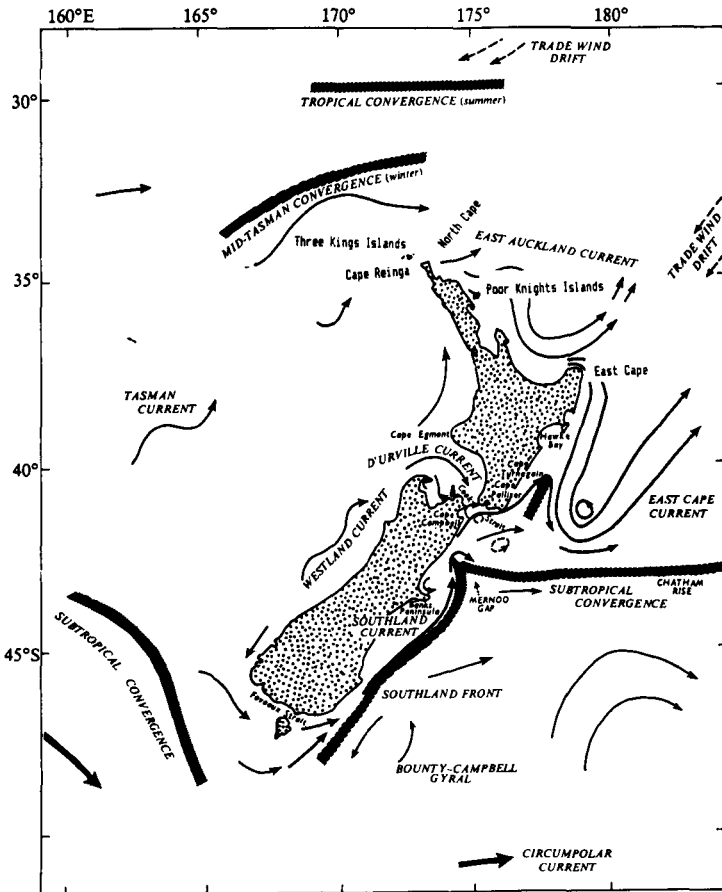 160°E
165°
170°
175°
180°
TRADE WIND
DRIFT
30°
TROPICAL CONVERGENCE (summer)
MID-TASMAN CONVERGENCE (winter)
North Cape
Three Kings Islands
EAST AUCKLAND CURRENT
TRADE WIND
DRIFT
35°
Cape Reinga
Poor Knights Islands
East Cape
TASMAN
CURRENT
Cape Egmont
Hawke
Bay
D'URVILLE CURRENT
40°
Cape Turnagain
Cape
Palliser
Cook
Strait
Cape
Campbell
EAST CAPE
CURRENT
WESTLAND CURRENT
CHATHAM
RISE
MERNOO
GAP
SUBTROPICAL
CONVERGENCE
Banks
Peninsula
SOUTHLAND
CURRENT
SUBTROPICAL CONVERGENCE
45°S
SOUTHLAND FRONT
Foveaux Strait
BOUNTY-CAMPBELL
GYRAL
CIRCUMPOLAR
CURRENT